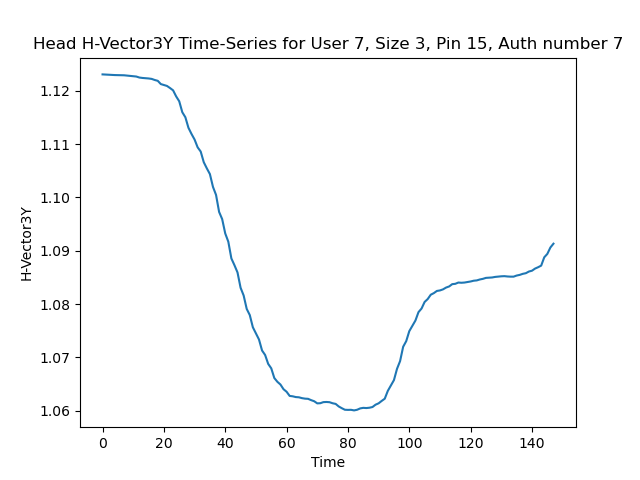 Head H-Vector3Y Time-Series for User 7, Size 3, Pin 15, Auth number 7
1.12
1.11
1.10
1.09
1.08
1.07
1.06
H-Vector3Y
0 20 40 60 80 100 120 140
Time